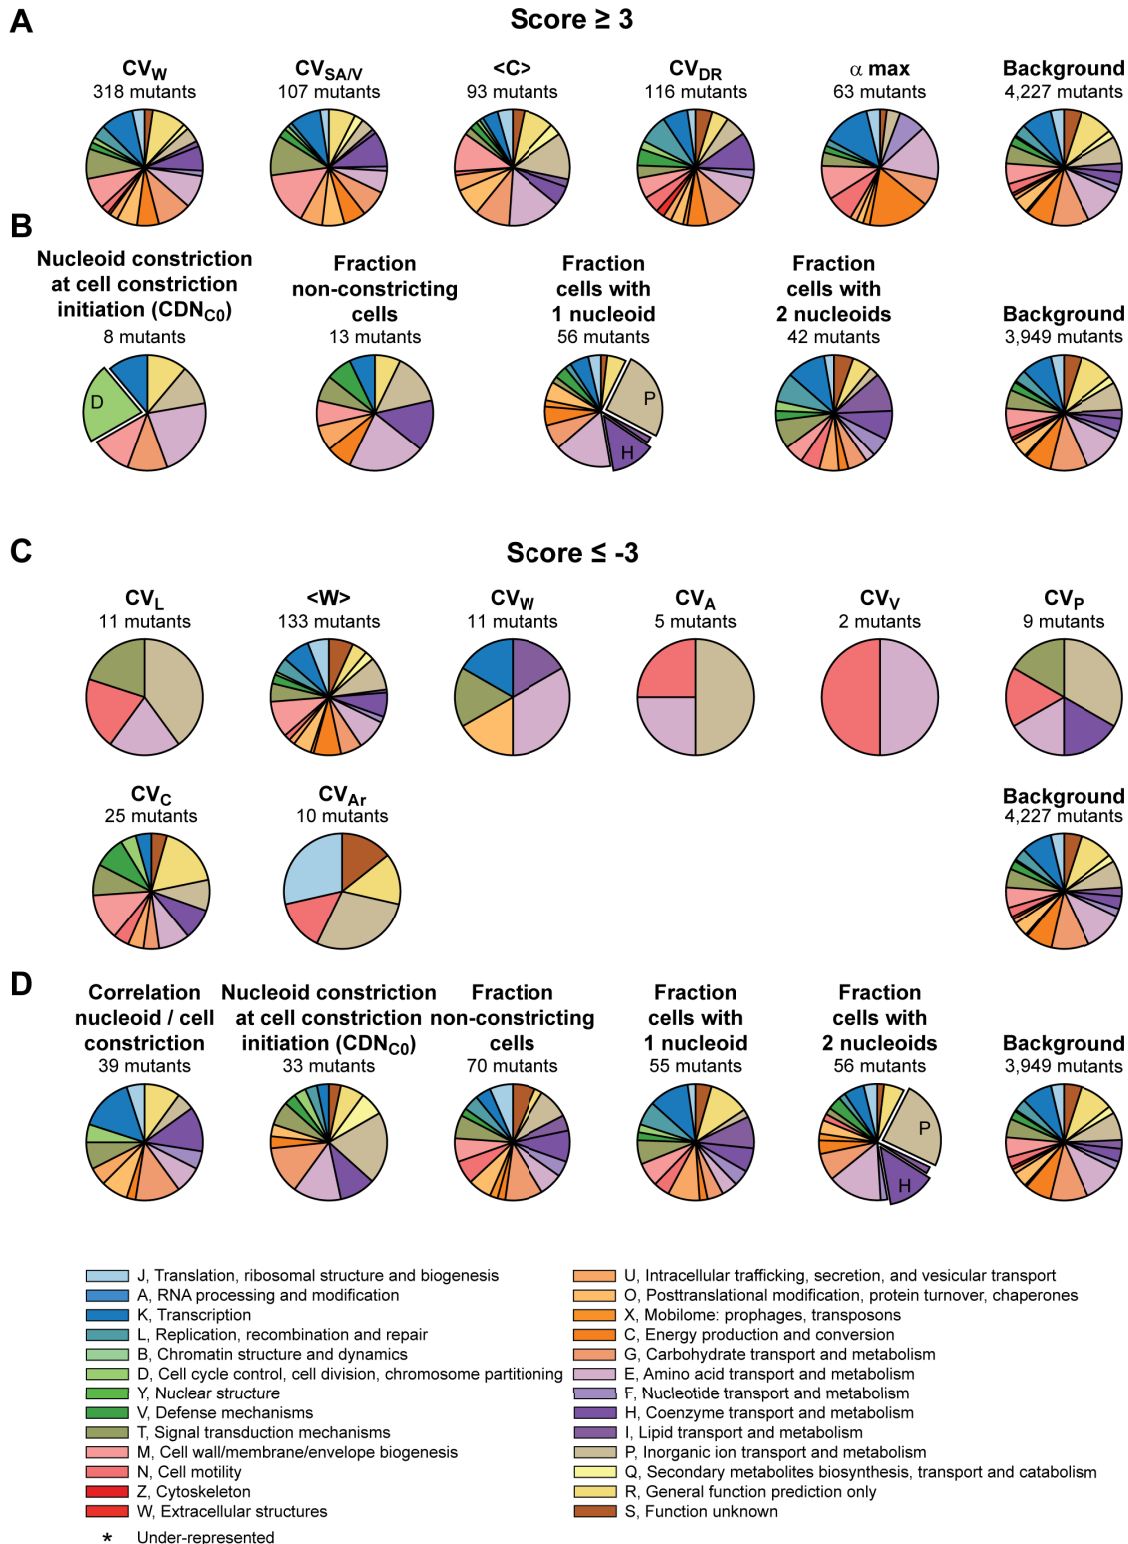 A
Score ≥ 3
CVW
318 mutants
CVSA/V
107 mutants
<C>
93 mutants
CVDR
116 mutants
α max
63 mutants
Background
4,227 mutants
B
Nucleoid constriction
at cell constriction
initiation (CDNC0)
8 mutants
Fraction
non-constricting
cells
13 mutants
Fraction
cells with
1 nucleoid
56 mutants
Fraction
cells with
2 nucleoids
42 mutants
Background
3,949 mutants
D
P
H
C
Score ≤ -3
CVL
11 mutants
<W>
133 mutants
CVW
11 mutants
CVA
5 mutants
CVV
2 mutants
CVP
9 mutants
CVC
25 mutants
CVAr
10 mutants
Background
4,227 mutants
D
Correlation
nucleoid / cell
constriction
39 mutants
Nucleoid constriction
at cell constriction
initiation (CDNC0)
33 mutants
Fraction
non-constricting
cells
70 mutants
Fraction
cells with
1 nucleoid
55 mutants
Fraction
cells with
2 nucleoids
56 mutants
Background
3,949 mutants
P
H
J, Translation, ribosomal structure and biogenesis
A, RNA processing and modification
K, Transcription
L, Replication, recombination and repair
B, Chromatin structure and dynamics
D, Cell cycle control, cell division, chromosome partitioning
Y, Nuclear structure
V, Defense mechanisms
T, Signal transduction mechanisms
M, Cell wall/membrane/envelope biogenesis
N, Cell motility
Z, Cytoskeleton
W, Extracellular structures
* Under-represented
U, Intracellular trafficking, secretion, and vesicular transport
O, Posttranslational modification, protein turnover, chaperones
X, Mobilome: prophages, transposons
C, Energy production and conversion
G, Carbohydrate transport and metabolism
E, Amino acid transport and metabolism
F, Nucleotide transport and metabolism
H, Coenzyme transport and metabolism
I, Lipid transport and metabolism
P, Inorganic ion transport and metabolism
Q, Secondary metabolites biosynthesis, transport and catabolism
R, General function prediction only
S, Function unknown